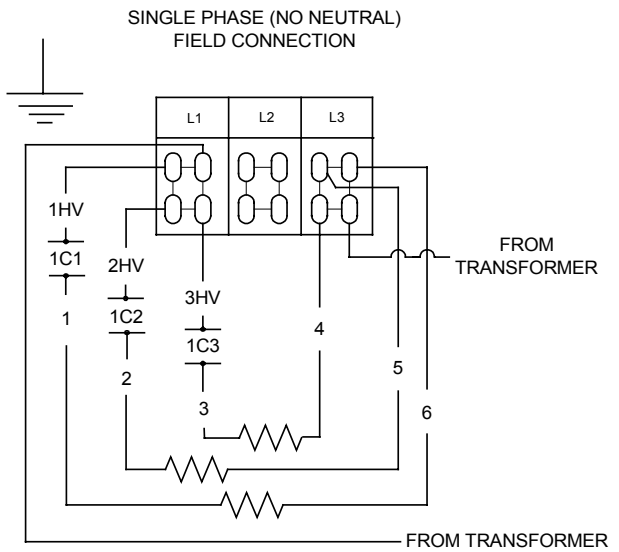 SINGLE PHASE (NO NEUTRAL)
FIELD CONNECTION
L1
L2
L3
1HV
1C1
1
2HV
1C2
2
3HV
1C3
3
4
5
6
FROM
TRANSFORMER
FROM TRANSFORMER